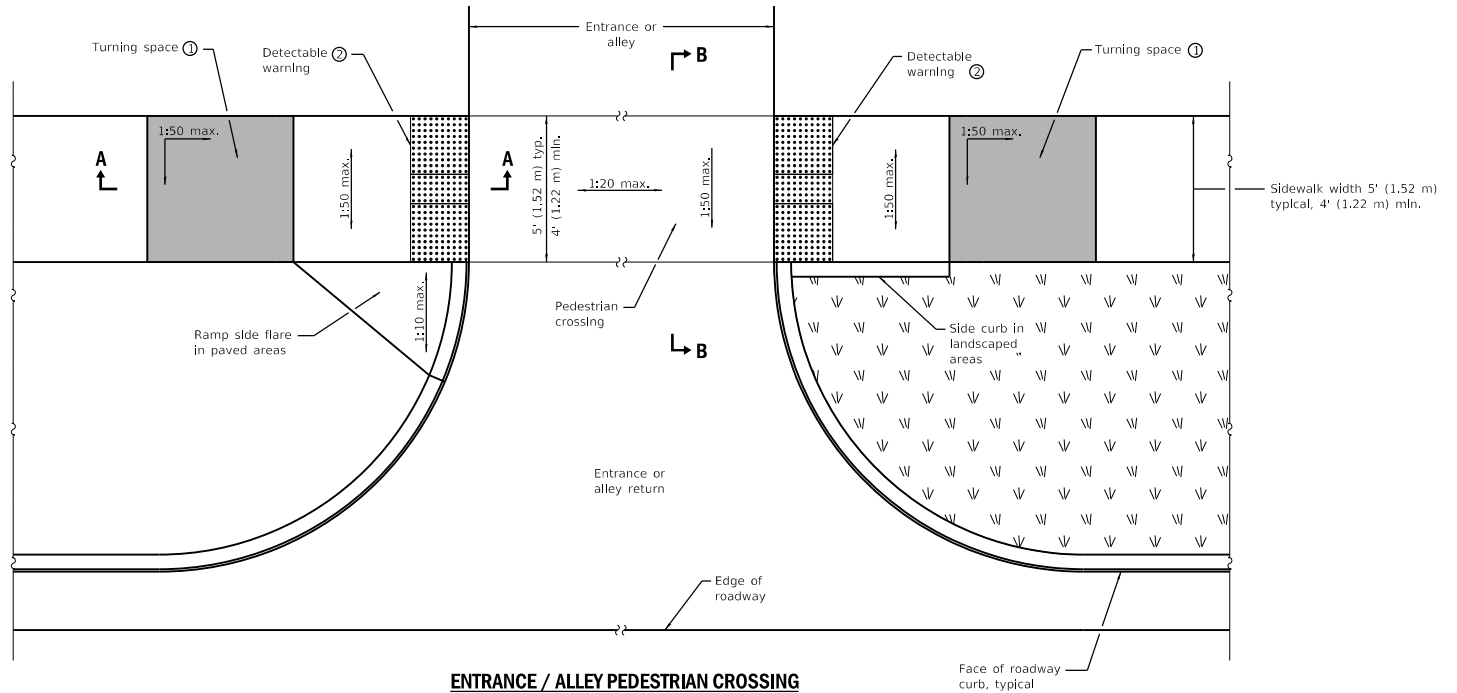 Entrance or
alley
B
Turning space ①
Detectable ②
warning
Detectable
warning ②
Turning space ①
1:50 max.
A
1:50 max.
A
5' (1.52 m) typ.
4' (1.22 m) min.
1:20 max.
1:50 max.
1:50 max.
1:50 max.
Sidewalk width 5' (1.52 m)
typical, 4' (1.22 m) min.
Ramp side flare
in paved areas
1:10 max.
Pedestrian
crossing
B
Side curb in
landscaped
areas
Entrance or
alley return
Edge of
roadway
Face of roadway
curb, typical
ENTRANCE / ALLEY PEDESTRIAN CROSSING